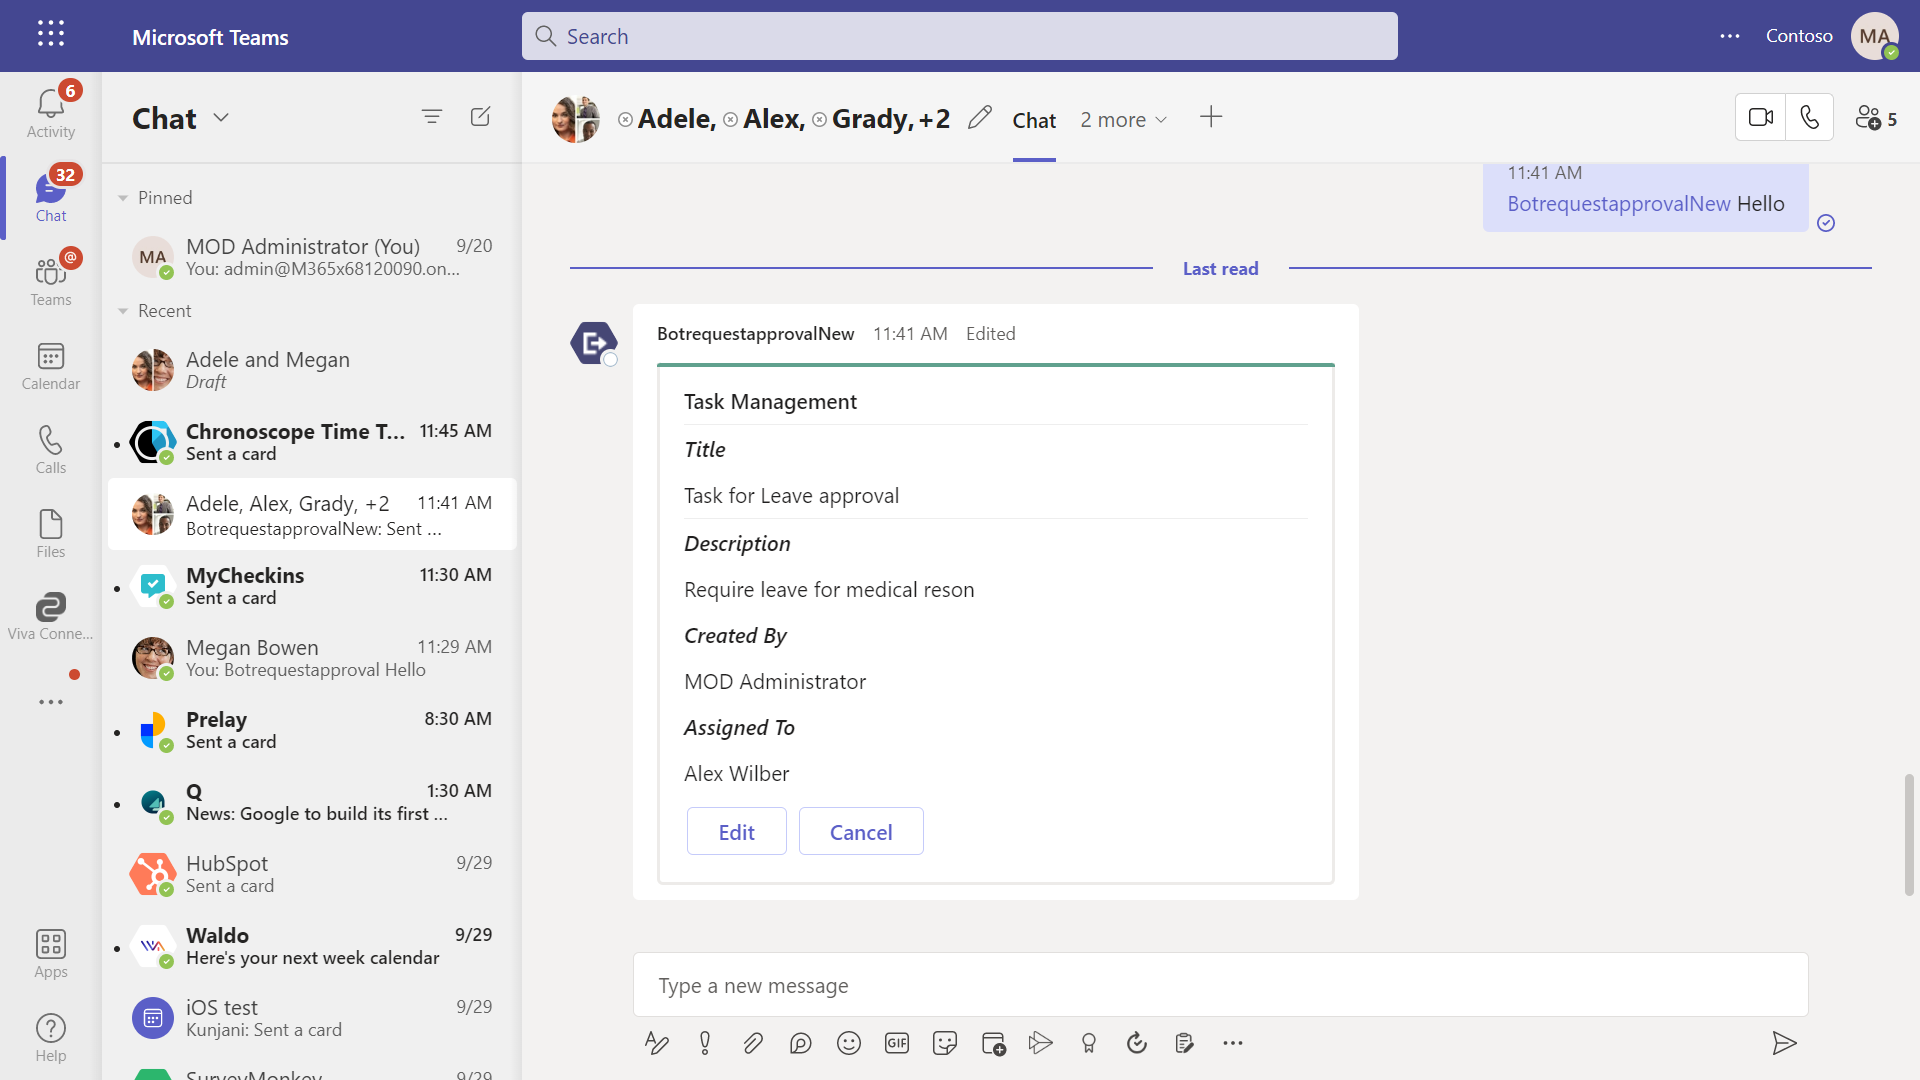 Microsoft Teams
Search
Contoso
MA
6
Activity
32
Chat
@
Teams
Calendar
Calls
Files
Viva Conne...
Apps
Help
Chat
Pinned
MA
MOD Administrator (You)
9/20
You: admin@M365x68120090.on...
Recent
Adele and Megan
Draft
Chronoscope Time T...
11:45 AM
Sent a card
Adele, Alex, Grady, +2
11:41 AM
BotrequestapprovalNew: Sent ...
MyCheckins
11:30 AM
Sent a card
Megan Bowen
11:29 AM
You: Botrequestapproval Hello
Prelay
8:30 AM
Sent a card
Q
1:30 AM
News: Google to build its first ...
HubSpot
9/29
Sent a card
Waldo
9/29
Here's your next week calendar
iOS test
9/29
Kunjani: Sent a card
SurveyMonkey
9/29
Adele, Alex, Grady, +2
Chat
2 more
5
11:41 AM
BotrequestapprovalNew Hello
Last read
BotrequestapprovalNew 11:41 AM Edited
Task Management
Title
Task for Leave approval
Description
Require leave for medical reson
Created By
MOD Administrator
Assigned To
Alex Wilber
Edit
Cancel
Type a new message
GIF